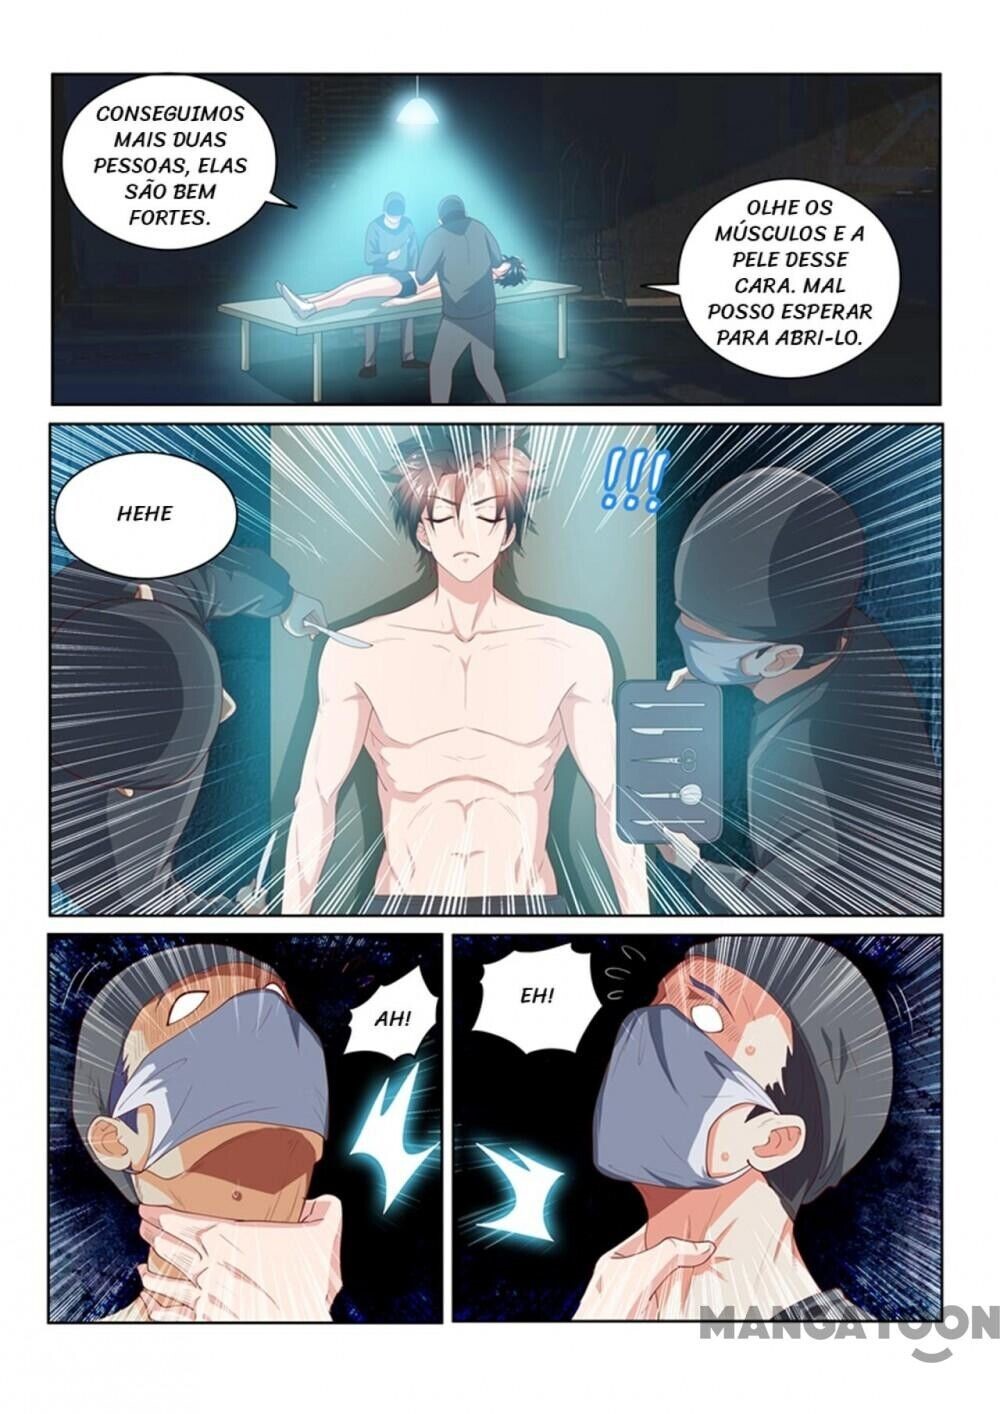 CONSEGUIMOS
MAIS DUAS
PESSOAS, ELAS
SÃO BEM
FORTES.
OLHE OS
MÚSCULOS E A
PELE DESSE
CARA. MAL
POSSO ESPERAR
PARA ABRI-LO.
HEHE
!!!
AH!
EH!
MANGATOON